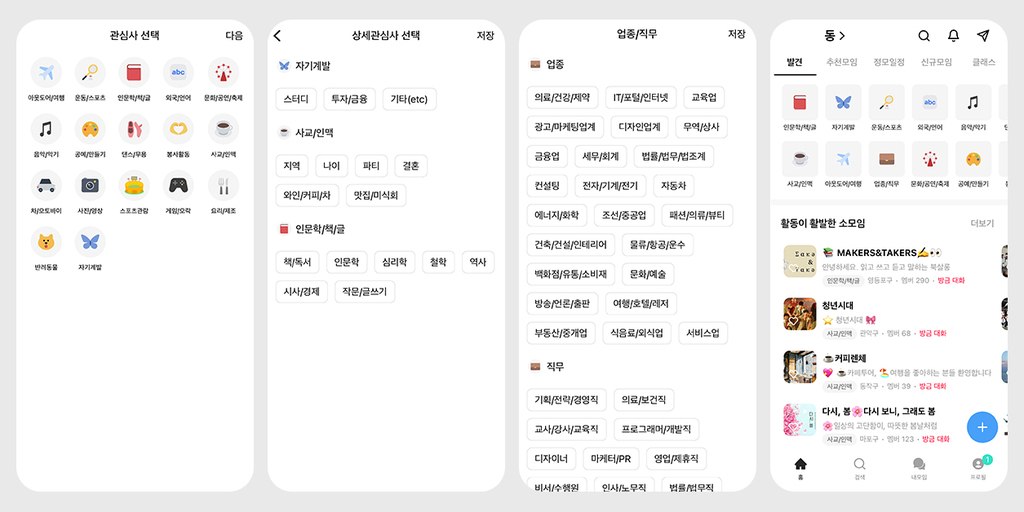 관심사 선택
다음
아웃도어/여행
운동/스포츠
인문학/책/글
abc
외국/언어
문화/공연/축제
음악/악기
공예/만들기
댄스/무용
봉사활동
사교/인맥
차/오토바이
사진/영상
스포츠관람
게임/오락
요리/제조
반려동물
자기계발
상세관심사 선택
저장
자기계발
스터디
투자/금융
기타(etc)
사교/인맥
지역
나이
파티
결혼
와인/커피/차
맛집/미식회
인문학/책/글
책/독서
인문학
심리학
철학
역사
시사/경제
작문/글쓰기
업종/직무
저장
업종
의료/건강/제약
IT/포털/인터넷
교육업
광고/마케팅업계
디자인업계
무역/상사
금융업
세무/회계
법률/법무/법조계
컨설팅
전자/기계/전기
자동차
에너지/화학
조선/중공업
패션/의류/뷰티
건축/건설/인테리어
물류/항공/운수
백화점/유통/소비재
문화/예술
방송/언론/출판
여행/호텔/레저
부동산/중개업
식음료/외식업
서비스업
직무
기획/전략/경영직
의료/보건직
교사/강사/교육직
프로그래머/개발직
디자이너
마케터/PR
영업/제휴직
비서/수행원
인사/노무직
법률/법무직
동 >
발견
추천모임
정모일정
신규모임
클래스
인문학/책/글
자기계발
운동/스포츠
abc
외국/언어
음악/악기
사교/인맥
아웃도어/여행
업종/직무
문화/공연/축제
공예/만들기
활동이 활발한 소모임
더보기
📚 MAKERS&TAKERS✍️👀
안녕하세요. 읽고 쓰고 듣고 말하는 북살롱
인문학/책/글 영등포구 • 멤버 290 • 방금 대화
청년시대
⭐ 청년시대 🎀
사교/인맥 관악구 • 멤버 68 • 방금 대화
☕커피렌체
💖 ☕카페투어, 🏖️여행을 좋아하는 분들 환영합니다
사교/인맥 동작구 • 멤버 39 • 방금 대화
다시, 봄🌸다시 보니, 그래도 봄
🌸일상의 고단함이, 따뜻한 봄날처럼
사교/인맥 마포구 • 멤버 123 • 방금 대화
+
홈
검색
내모임
1
프로필